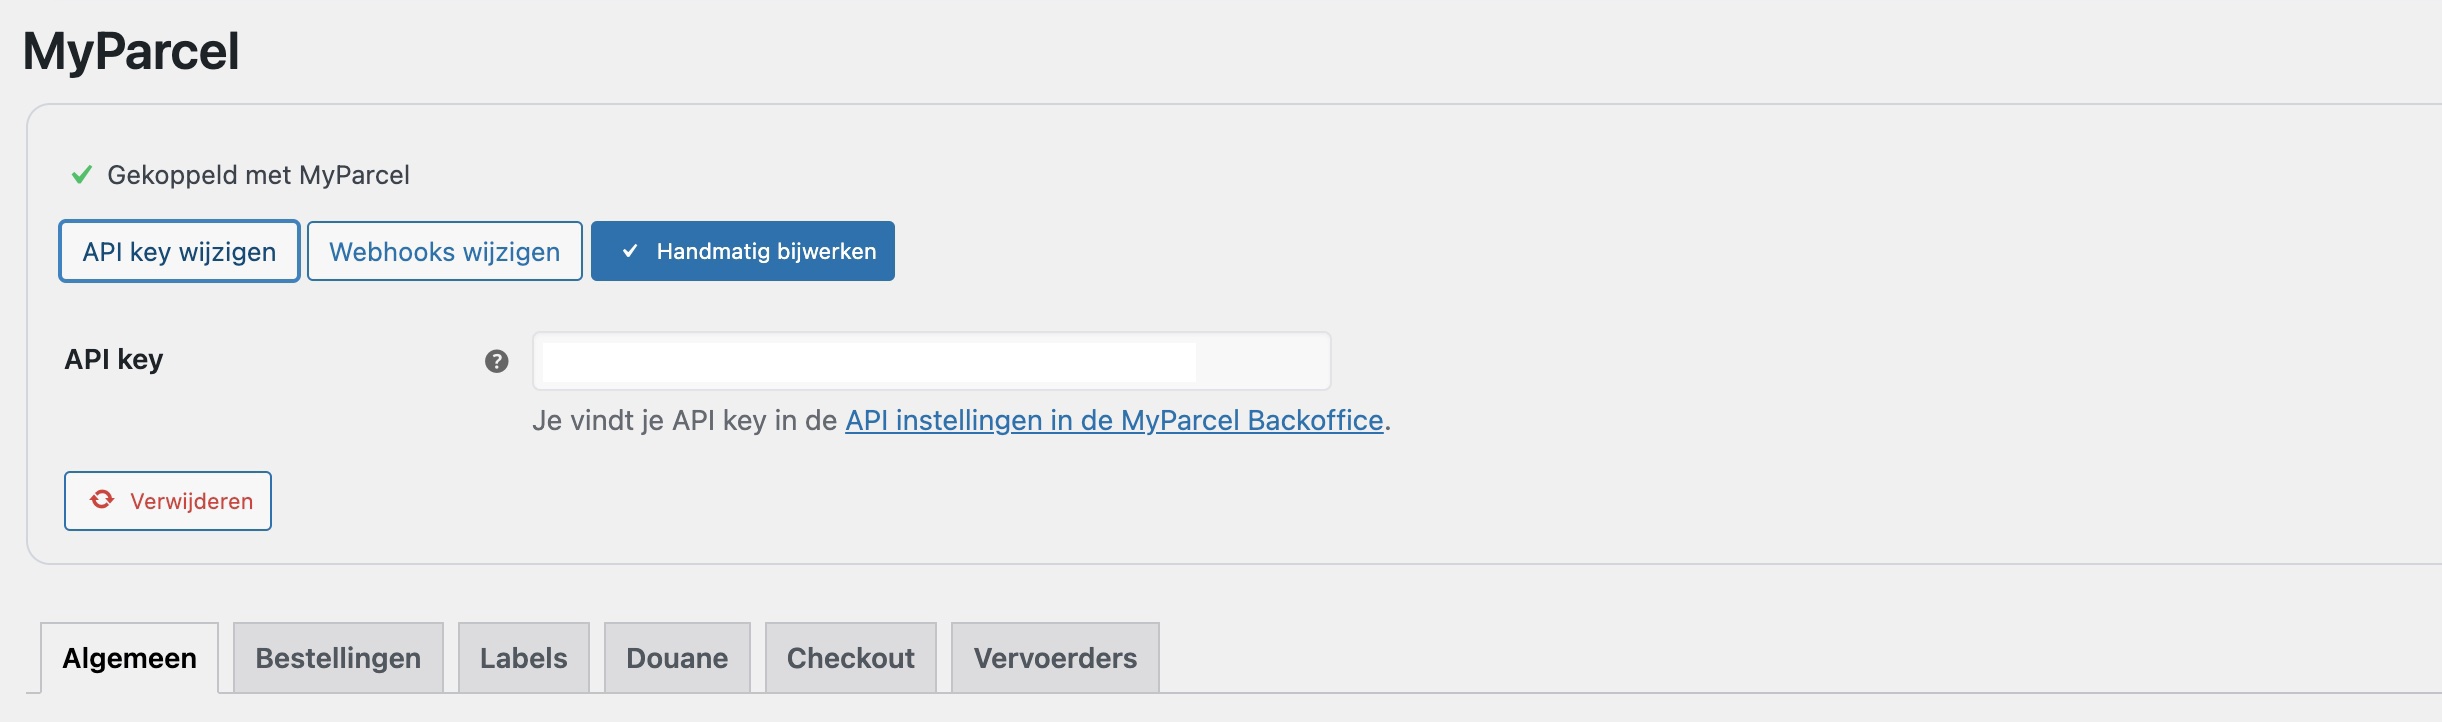 MyParcel
Gekoppeld met MyParcel
API key wijzigen Webhooks wijzigen Handmatig bijwerken
API key ?
Je vindt je API key in de API instellingen in de MyParcel Backoffice.
Verwijderen
Algemeen Bestellingen Labels Douane Checkout Vervoerders